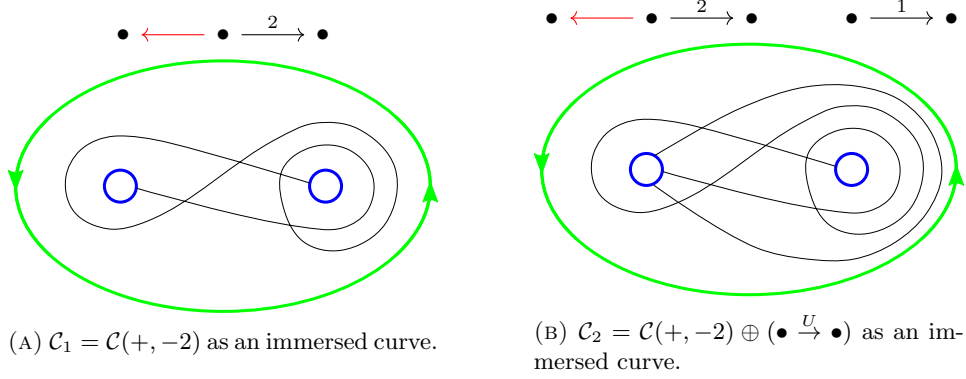 2
2
1
(A) 𝒞₁ = 𝒞(+, −2) as an immersed curve.
(B) 𝒞₂ = 𝒞(+, −2) ⊕ (• →^U •) as an im-
mersed curve.